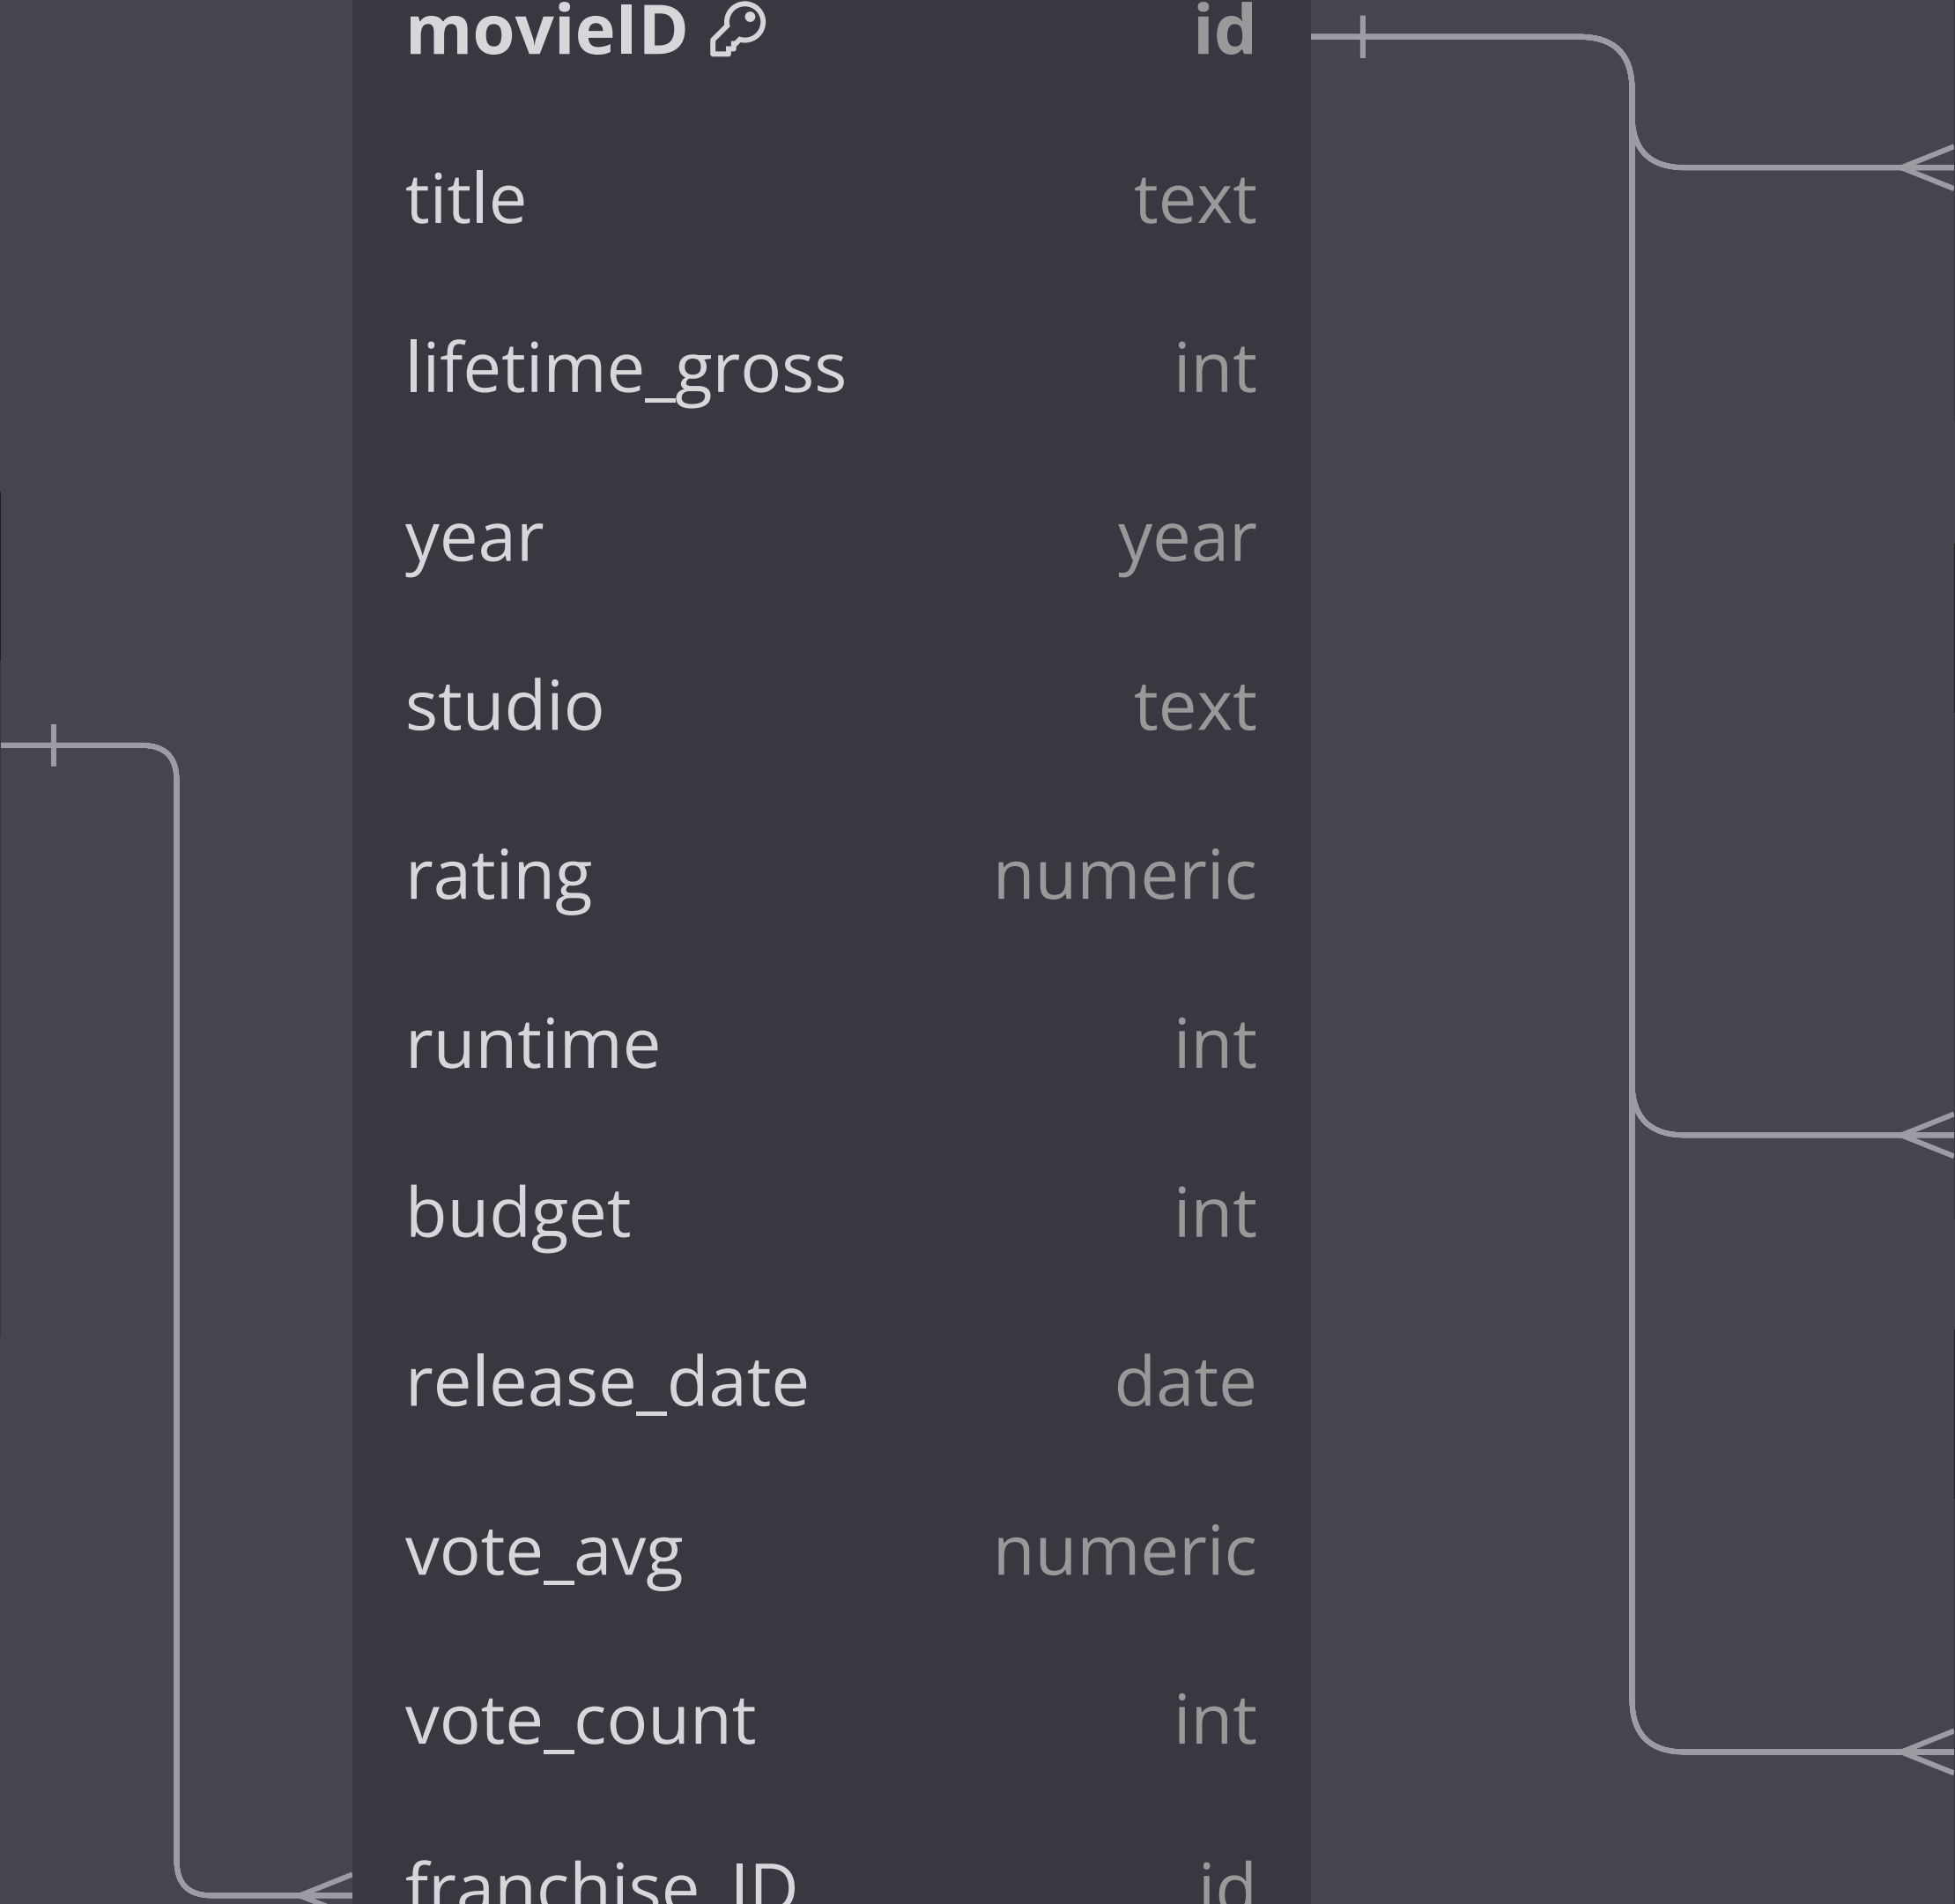 movieID id
title text
lifetime_gross int
year year
studio text
rating numeric
runtime int
budget int
release_date date
vote_avg numeric
vote_count int
franchise_ID id